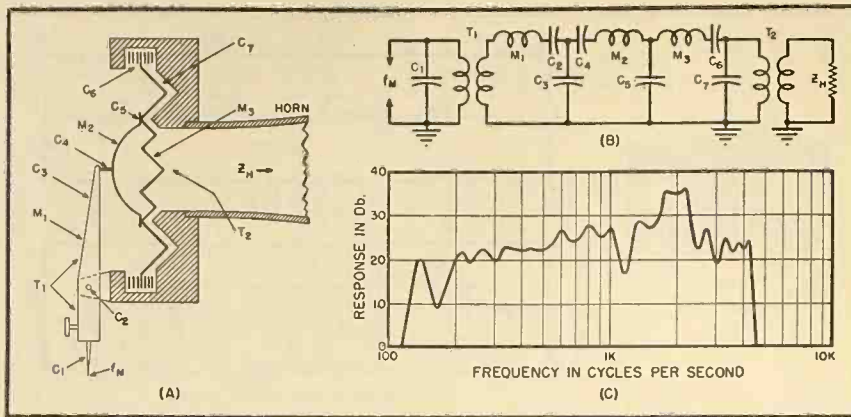 C7
C6
C5
M3
HORN
M2
C4
ZH
C3
M1
T2
T1
C2
C1
fN
(A)
T1
M1
C2
C4
M2
M3
C6
T2
fN
C1
C3
C5
C7
ZH
(B)
RESPONSE IN Db.
40
30
20
10
0
100
1K
10K
FREQUENCY IN CYCLES PER SECOND
(C)